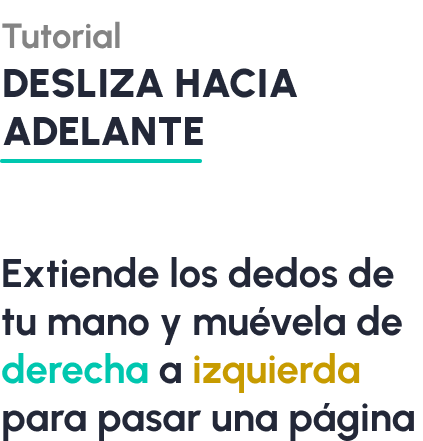 Tutorial
DESLIZA HACIA
ADELANTE
Extiende los dedos de
tu mano y muévela de
derecha a izquierda
para pasar una página